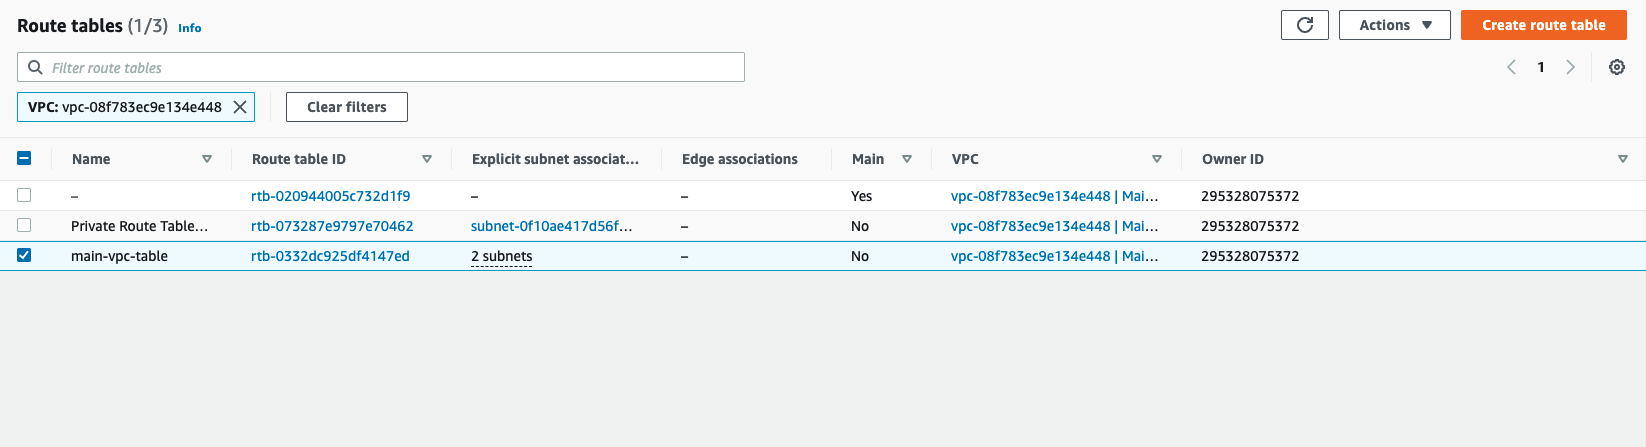 Route tables (1/3) Info
Actions
Create route table
Filter route tables
1
VPC: vpc-08f783ec9e134e448
Clear filters
Name Route table ID Explicit subnet associat... Edge associations Main VPC Owner ID
– rtb-020944005c732d1f9 – – Yes vpc-08f783ec9e134e448 | Mai... 295328075372
Private Route Table... rtb-073287e9797e70462 subnet-0f10ae417d56f... – No vpc-08f783ec9e134e448 | Mai... 295328075372
main-vpc-table rtb-0332dc925df4147ed 2 subnets – No vpc-08f783ec9e134e448 | Mai... 295328075372